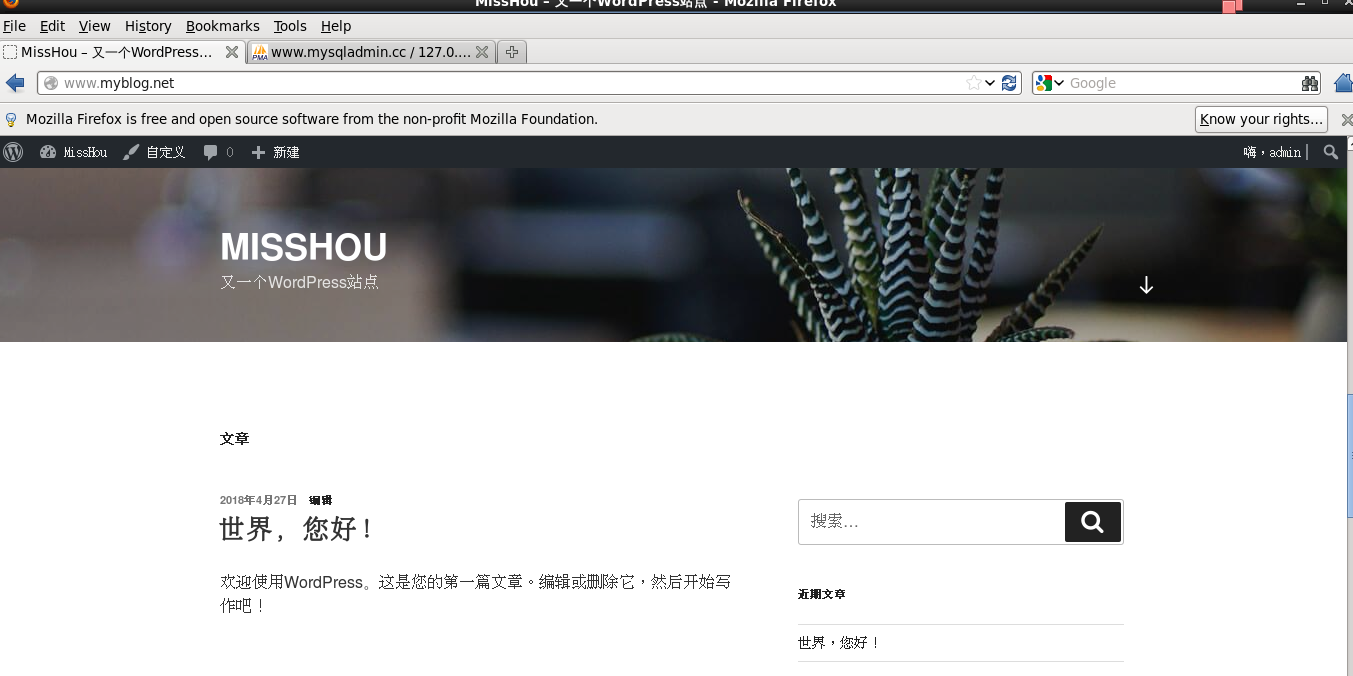 MissHou – 又一个WordPress站点 - Mozilla Firefox
File Edit View History Bookmarks Tools Help
MissHou – 又一个WordPress... www.mysqladmin.cc / 127.0....
www.myblog.net Google
Mozilla Firefox is free and open source software from the non-profit Mozilla Foundation. Know your rights...
MissHou 自定义 0 新建 嗨，admin
MISSHOU
又一个WordPress站点
文章
2018年4月27日 编辑
世界，您好！
搜索…
欢迎使用WordPress。这是您的第一篇文章。编辑或删除它，然后开始写
作吧！
近期文章
世界，您好！